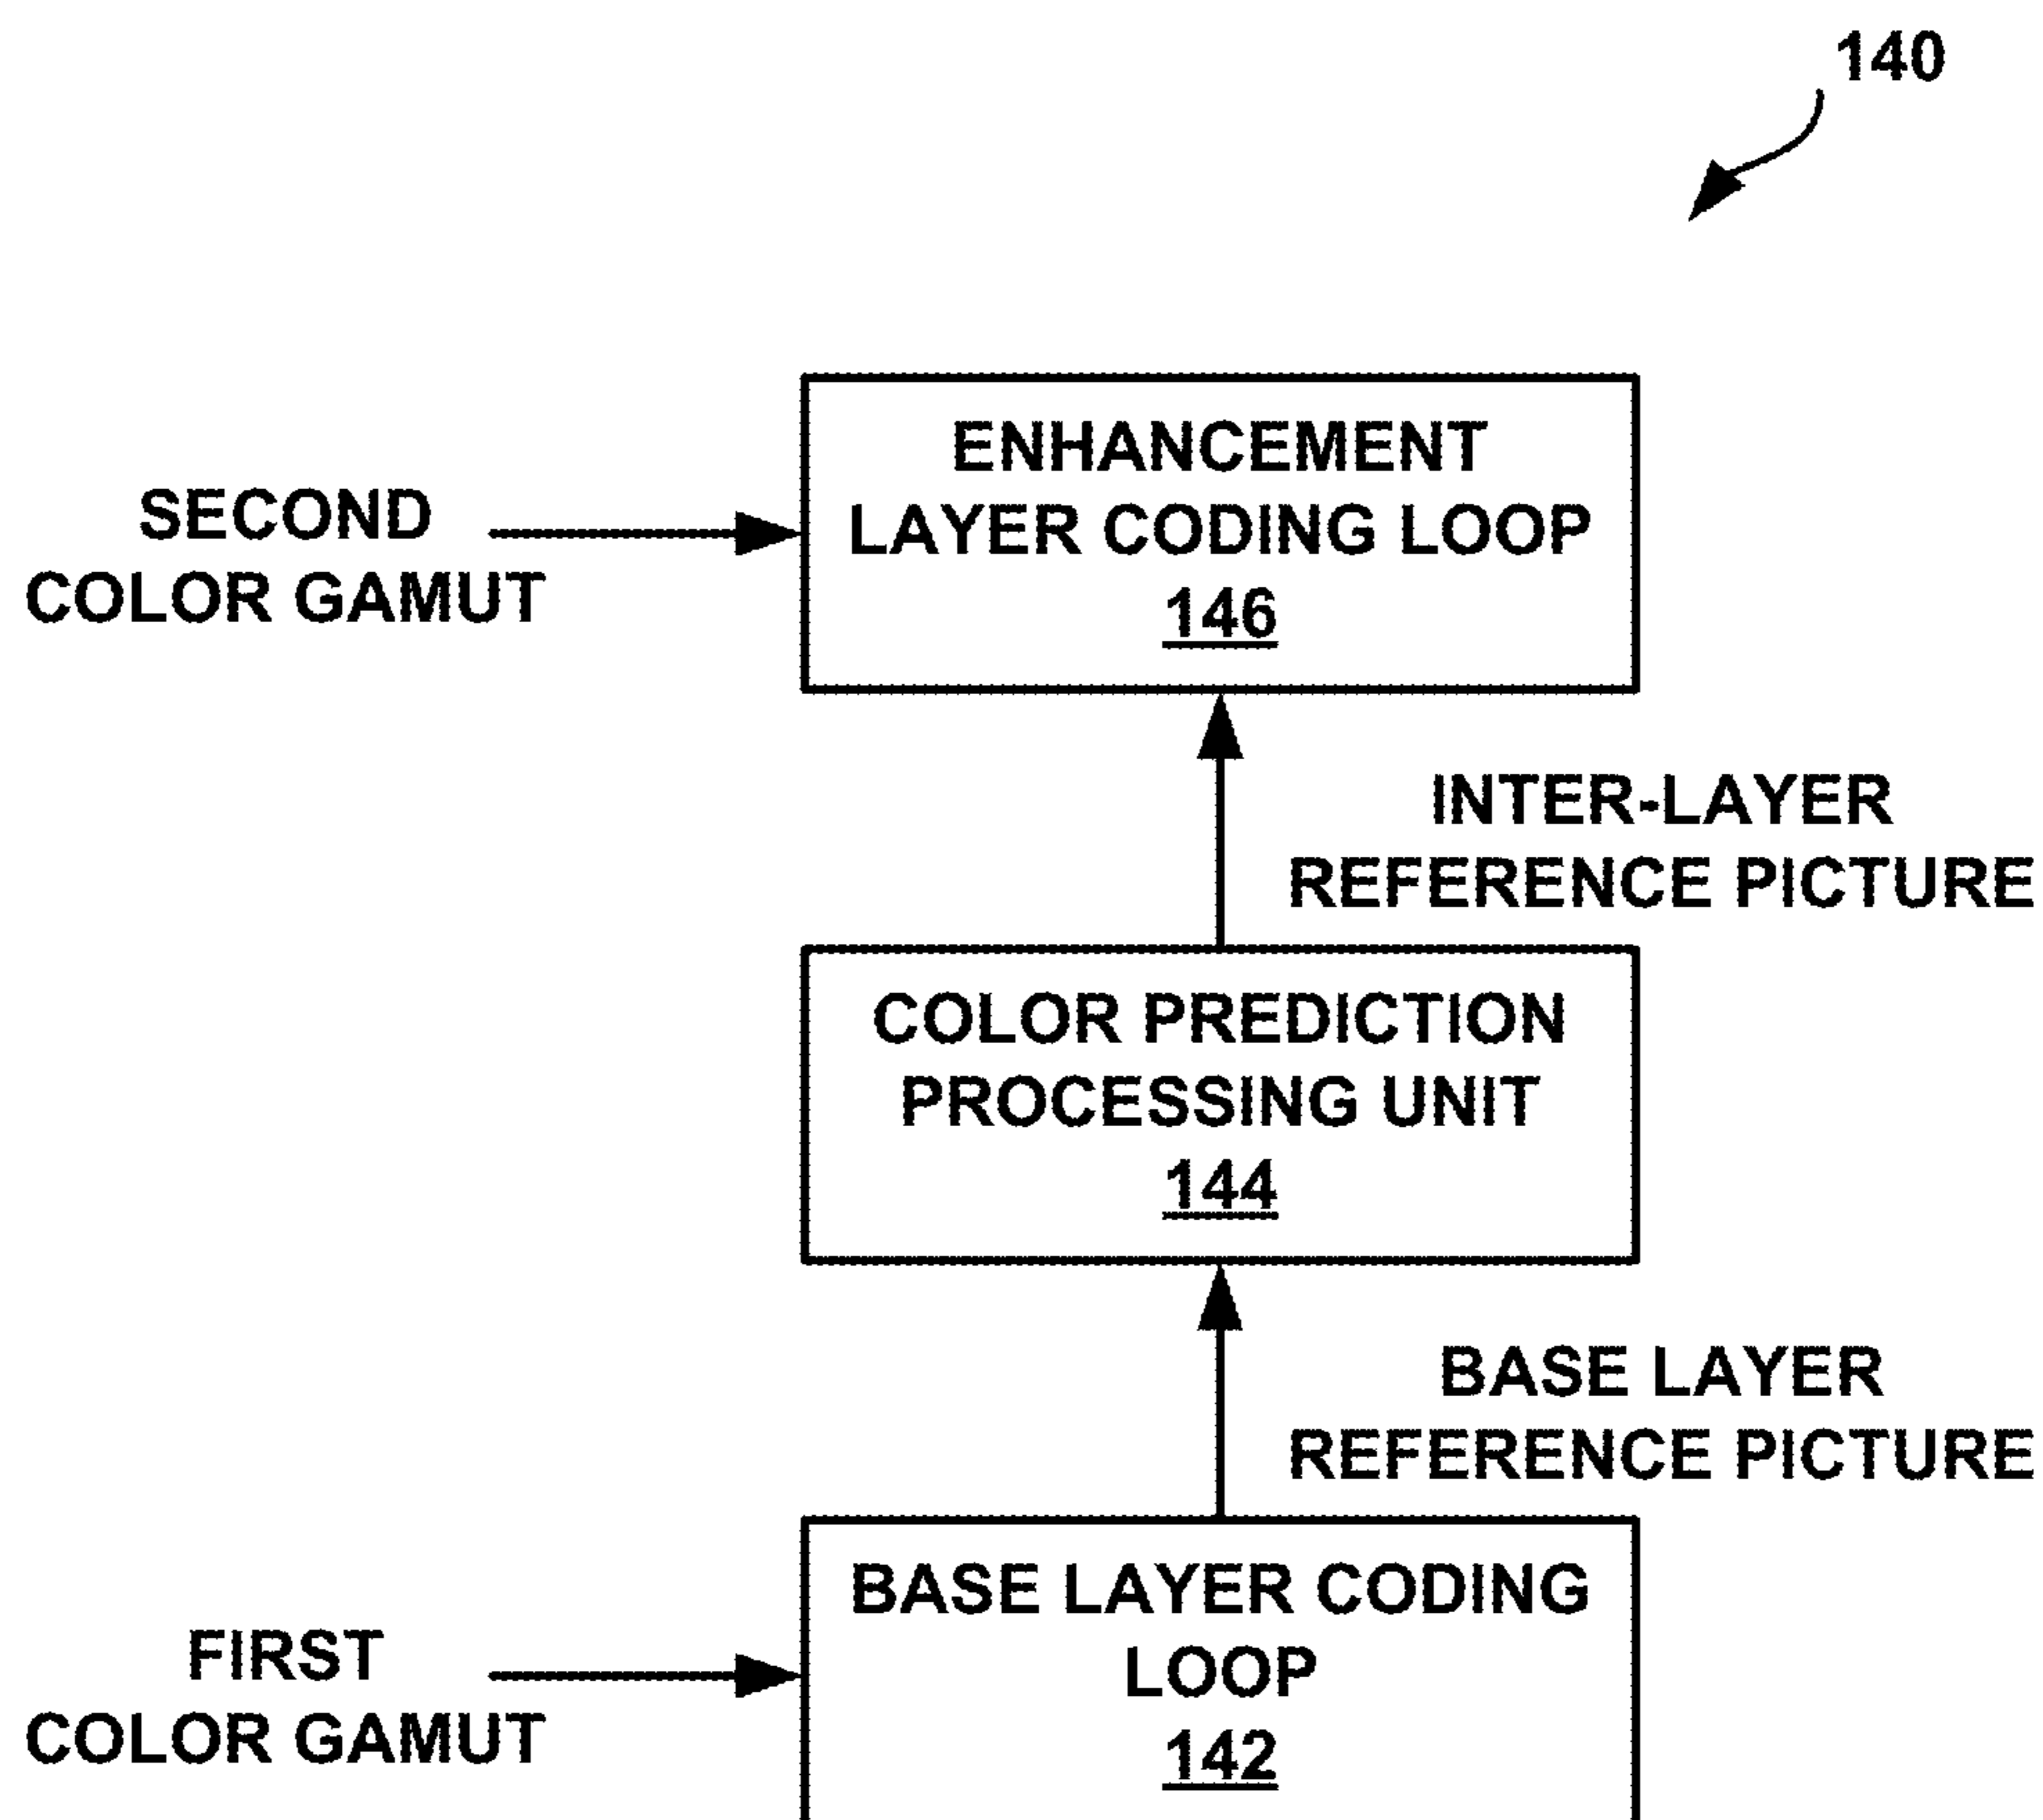 140
ENHANCEMENT
LAYER CODING LOOP
146
SECOND
COLOR GAMUT
INTER-LAYER
REFERENCE PICTURE
COLOR PREDICTION
PROCESSING UNIT
144
BASE LAYER
REFERENCE PICTURE
BASE LAYER CODING
LOOP
142
FIRST
COLOR GAMUT